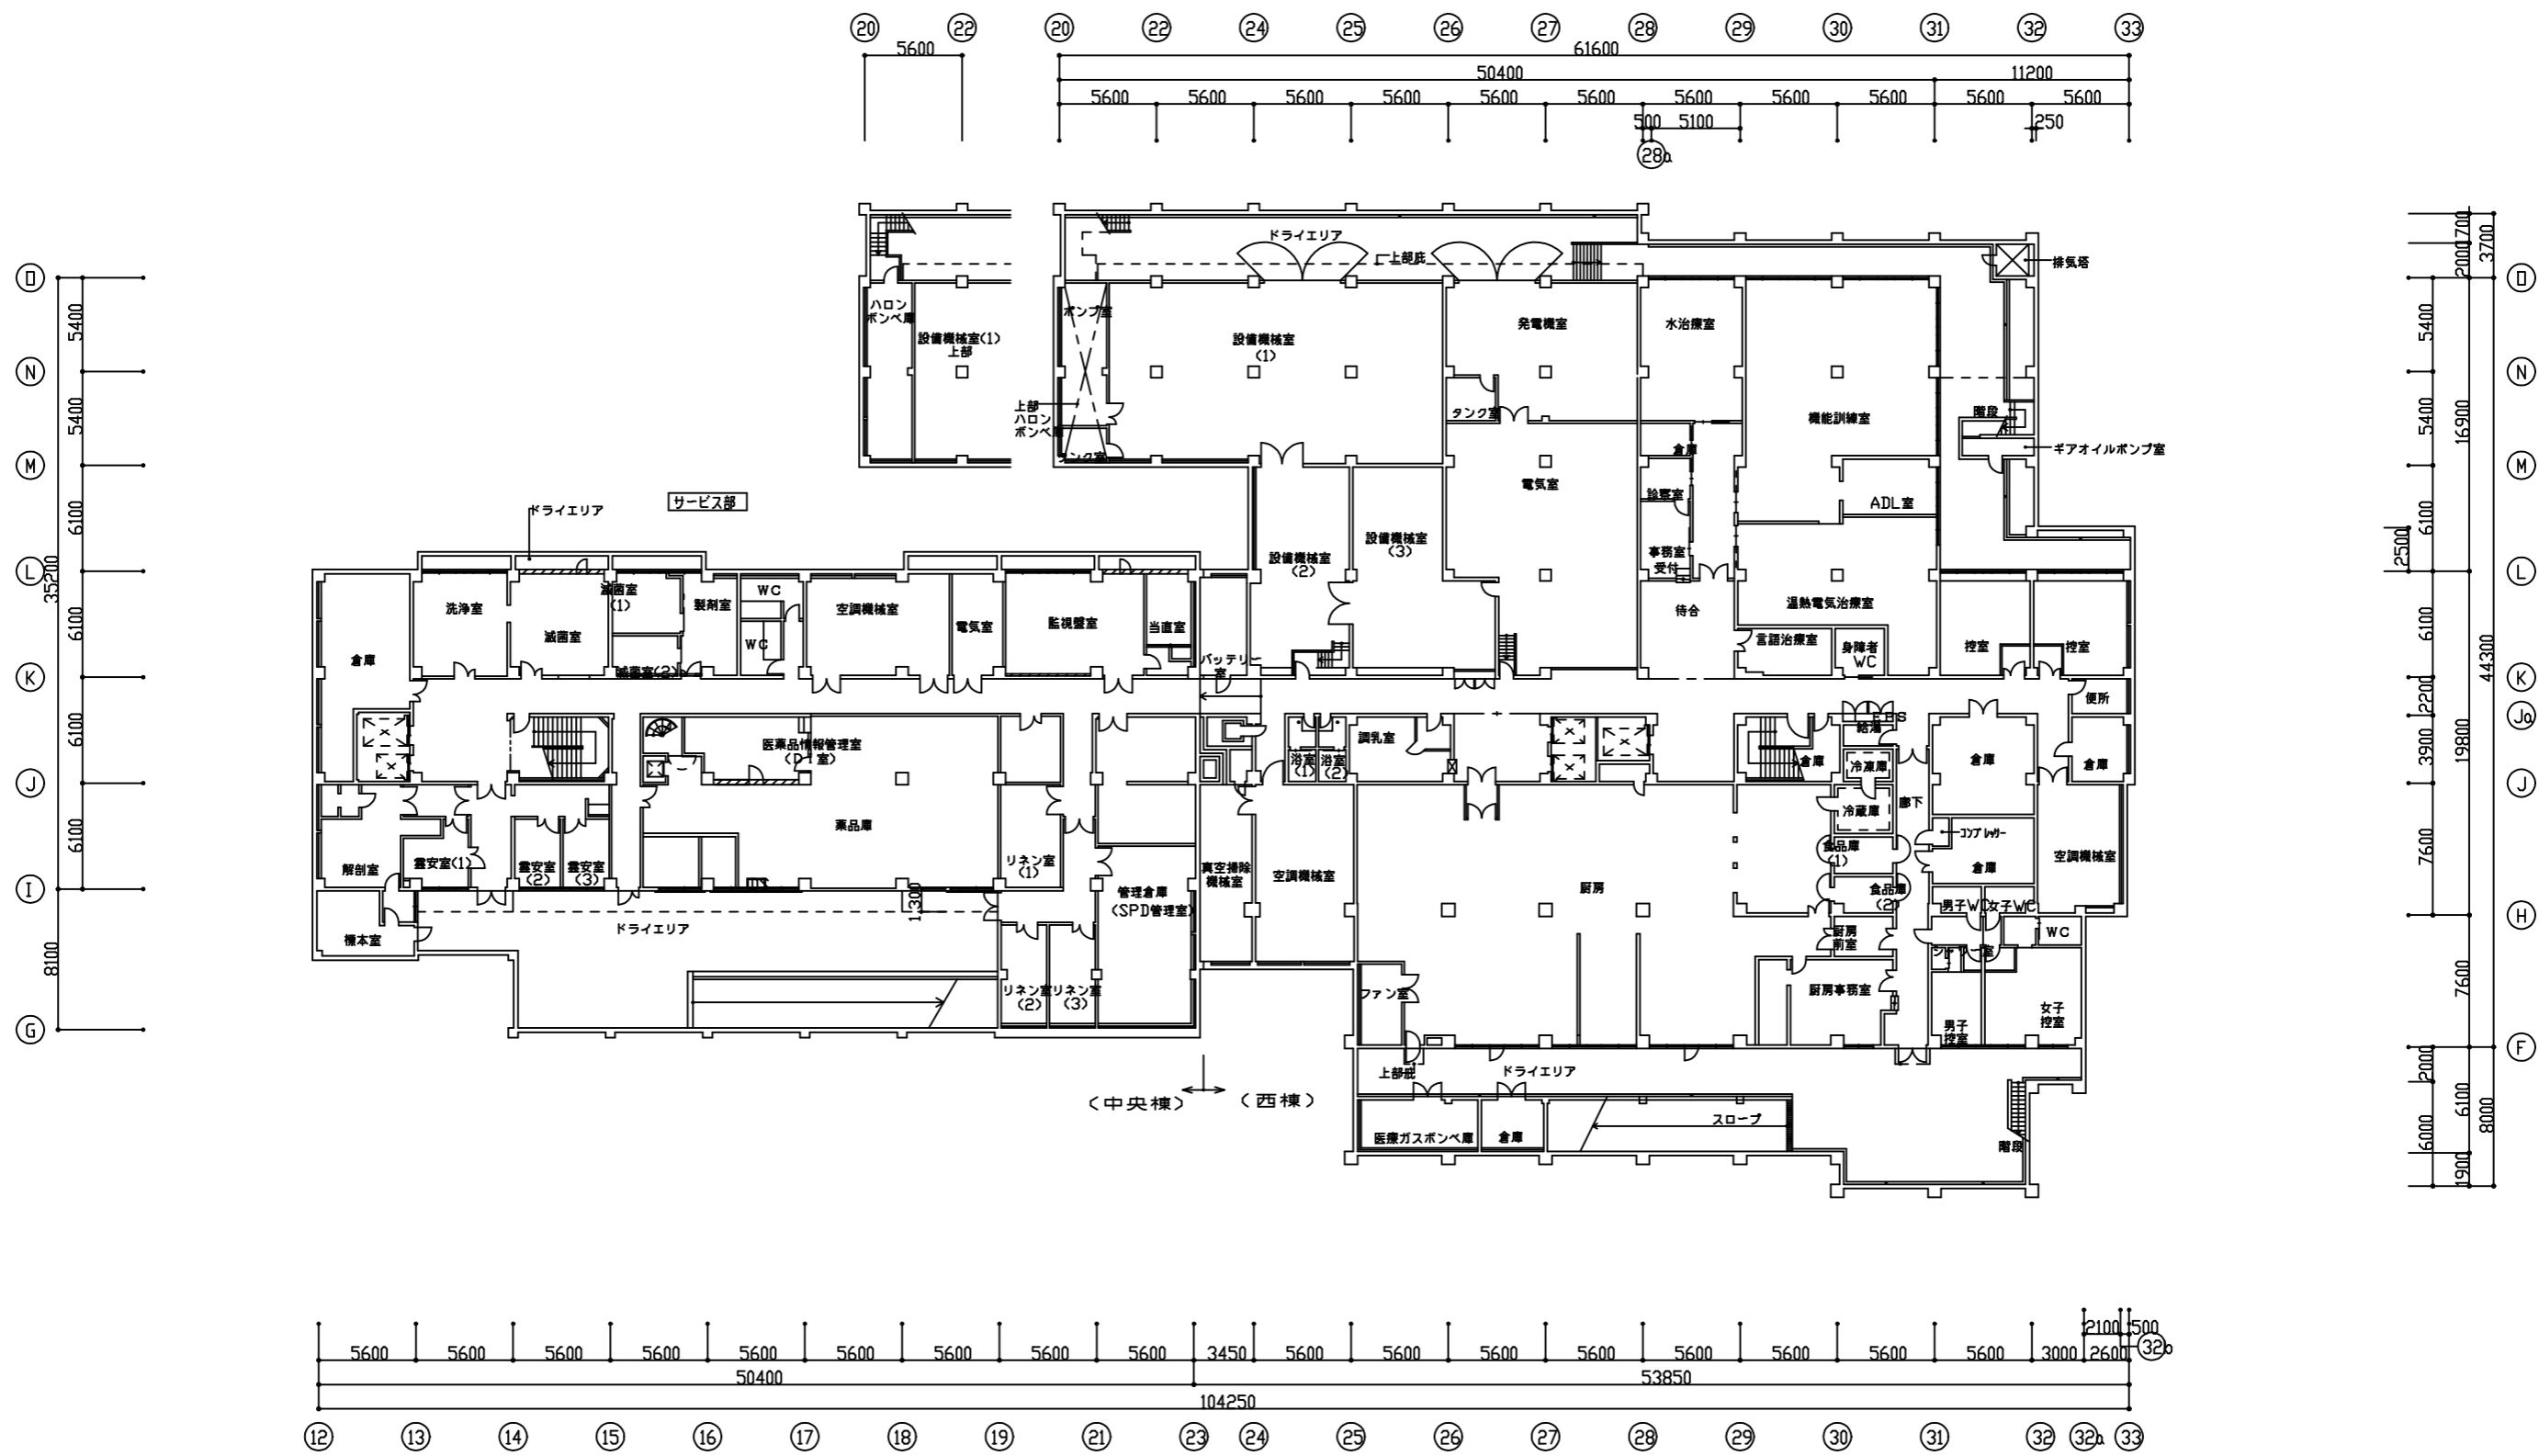 20 22 20 22 24 25 26 27 28 29 30 31 32 33
5600 61600
50400 11200
5600 5600 5600 5600 5600 5600 5600 5600 5600 5600 5600
500 5100 250
28a
ドライエリア
上部庇
排気塔
ハロン
ボンベ庫
設備機械室(1)
上部
ポンプ室
設備機械室
(1)
発電機室
水治療室
上部
ハロン
ボンベ庫
タンク室
タンク室
機能訓練室
階段
ギアオイルポンプ室
倉庫
診察室
電気室
ADL室
サービス部
ドライエリア
設備機械室
(2)
設備機械室
(3)
事務室
受付
待合
温熱電気治療室
言語治療室
身障者
WC
控室
控室
倉庫
洗浄室
滅菌室
滅菌室
(1)
滅菌室(2)
製剤室
WC
WC
空調機械室
電気室
監視盤室
当直室
バッテリー
室
便所
医薬品情報管理室
(DI室)
浴室
(1)
浴室
(2)
調乳室
倉庫
EPS
給湯
冷凍庫
冷蔵庫
廊下
倉庫
倉庫
薬品庫
解剖室
霊安室(1)
霊安室
(2)
霊安室
(3)
リネン室
(1)
管理倉庫
(SPD管理室)
真空掃除
機械室
空調機械室
厨房
食品庫
(1)
食品庫
(2)
コンプレッサー
倉庫
空調機械室
男子WC
女子WC
WC
標本室
ドライエリア
1,300
リネン室
(2)
リネン室
(3)
ファン室
厨房
前室
厨房事務室
シャワー室
男子
控室
女子
控室
(中央棟)
(西棟)
上部庇
ドライエリア
医療ガスボンベ庫
倉庫
スロープ
階段
O N M L K J I G
5400 5400 6100 6100 6100 6100
35200 8100
O N M L K Ja J H F
1700 2000 3700
5400 5400 6100 16900
2500
6100 2200 3900 19800 44300
7600 7600
2000 6100 6000 8000 1900
2100 500
32b
5600 5600 5600 5600 5600 5600 5600 5600 5600 3450 5600 5600 5600 5600 5600 5600 5600 5600 3000 2600
50400 53850
104250
12 13 14 15 16 17 18 19 21 23 24 25 26 27 28 29 30 31 32 32a 33